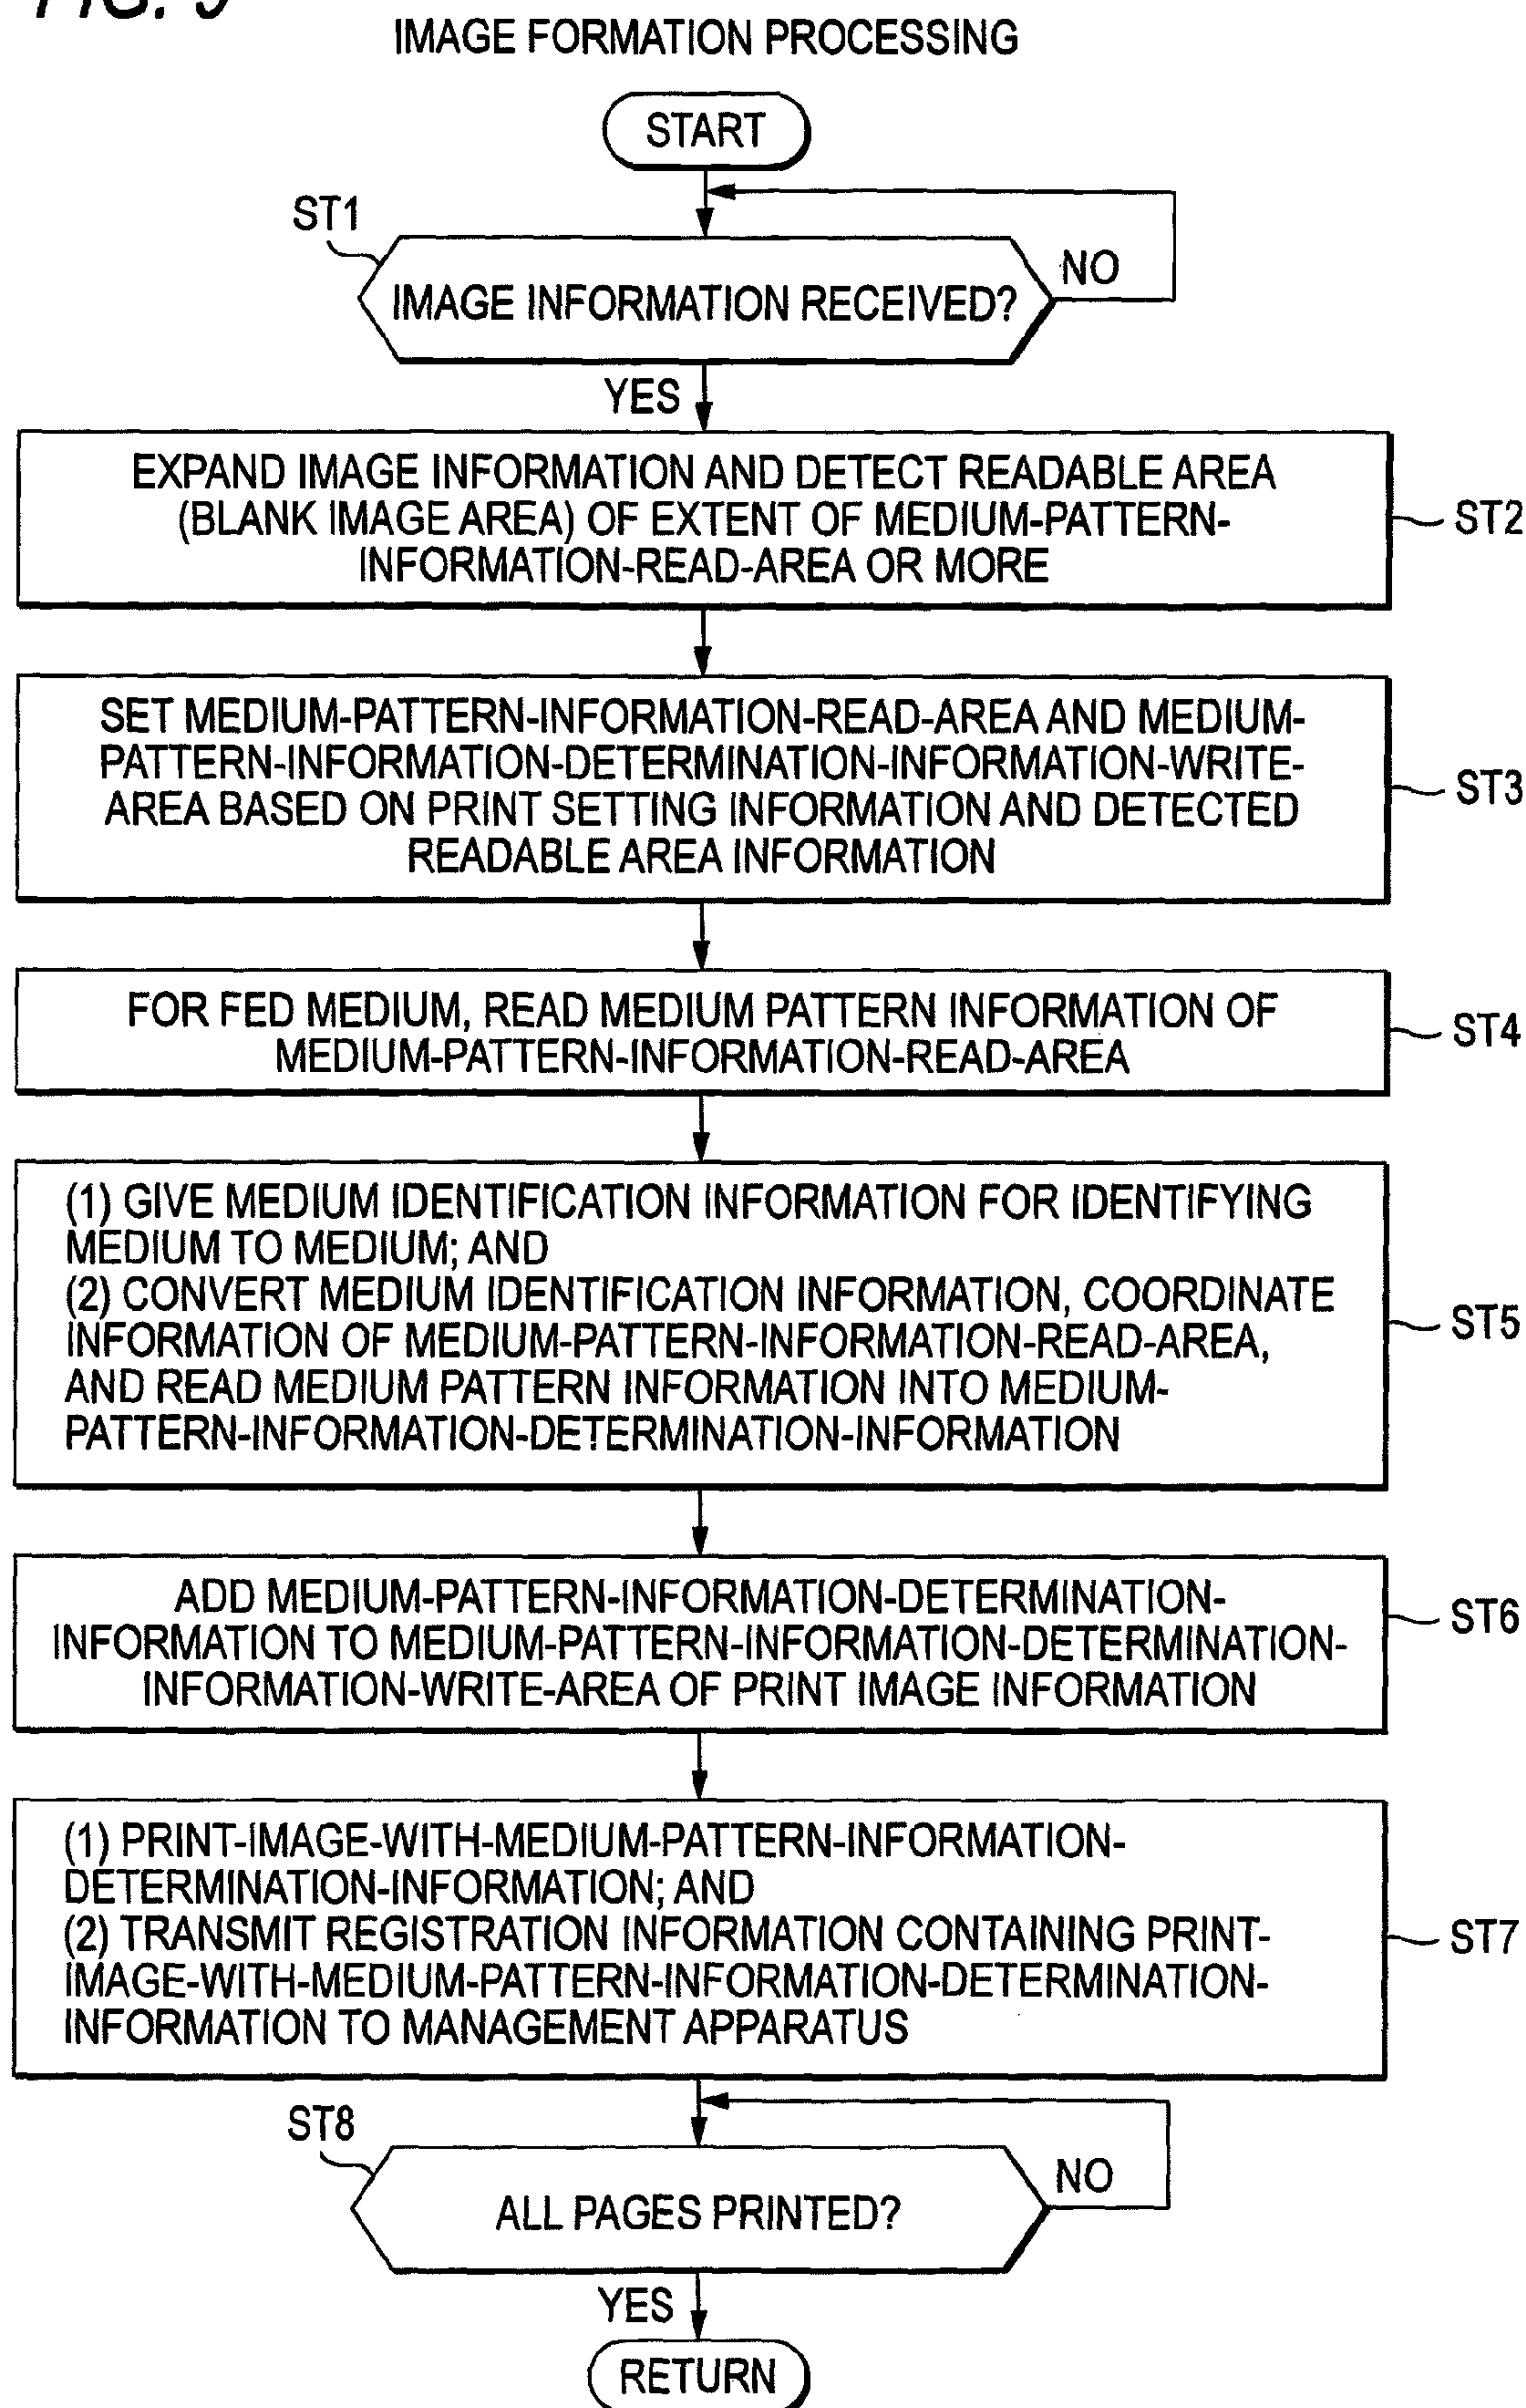 FIG. 9
IMAGE FORMATION PROCESSING
START
ST1
NO
IMAGE INFORMATION RECEIVED?
YES
EXPAND IMAGE INFORMATION AND DETECT READABLE AREA
(BLANK IMAGE AREA) OF EXTENT OF MEDIUM-PATTERN-
INFORMATION-READ-AREA OR MORE
ST2
SET MEDIUM-PATTERN-INFORMATION-READ-AREA AND MEDIUM-
PATTERN-INFORMATION-DETERMINATION-INFORMATION-WRITE-
AREA BASED ON PRINT SETTING INFORMATION AND DETECTED
READABLE AREA INFORMATION
ST3
FOR FED MEDIUM, READ MEDIUM PATTERN INFORMATION OF
MEDIUM-PATTERN-INFORMATION-READ-AREA
ST4
(1) GIVE MEDIUM IDENTIFICATION INFORMATION FOR IDENTIFYING
MEDIUM TO MEDIUM; AND
(2) CONVERT MEDIUM IDENTIFICATION INFORMATION, COORDINATE
INFORMATION OF MEDIUM-PATTERN-INFORMATION-READ-AREA,
AND READ MEDIUM PATTERN INFORMATION INTO MEDIUM-
PATTERN-INFORMATION-DETERMINATION-INFORMATION
ST5
ADD MEDIUM-PATTERN-INFORMATION-DETERMINATION-
INFORMATION TO MEDIUM-PATTERN-INFORMATION-DETERMINATION-
INFORMATION-WRITE-AREA OF PRINT IMAGE INFORMATION
ST6
(1) PRINT-IMAGE-WITH-MEDIUM-PATTERN-INFORMATION-
DETERMINATION-INFORMATION; AND
(2) TRANSMIT REGISTRATION INFORMATION CONTAINING PRINT-
IMAGE-WITH-MEDIUM-PATTERN-INFORMATION-DETERMINATION-
INFORMATION TO MANAGEMENT APPARATUS
ST7
ST8
NO
ALL PAGES PRINTED?
YES
RETURN